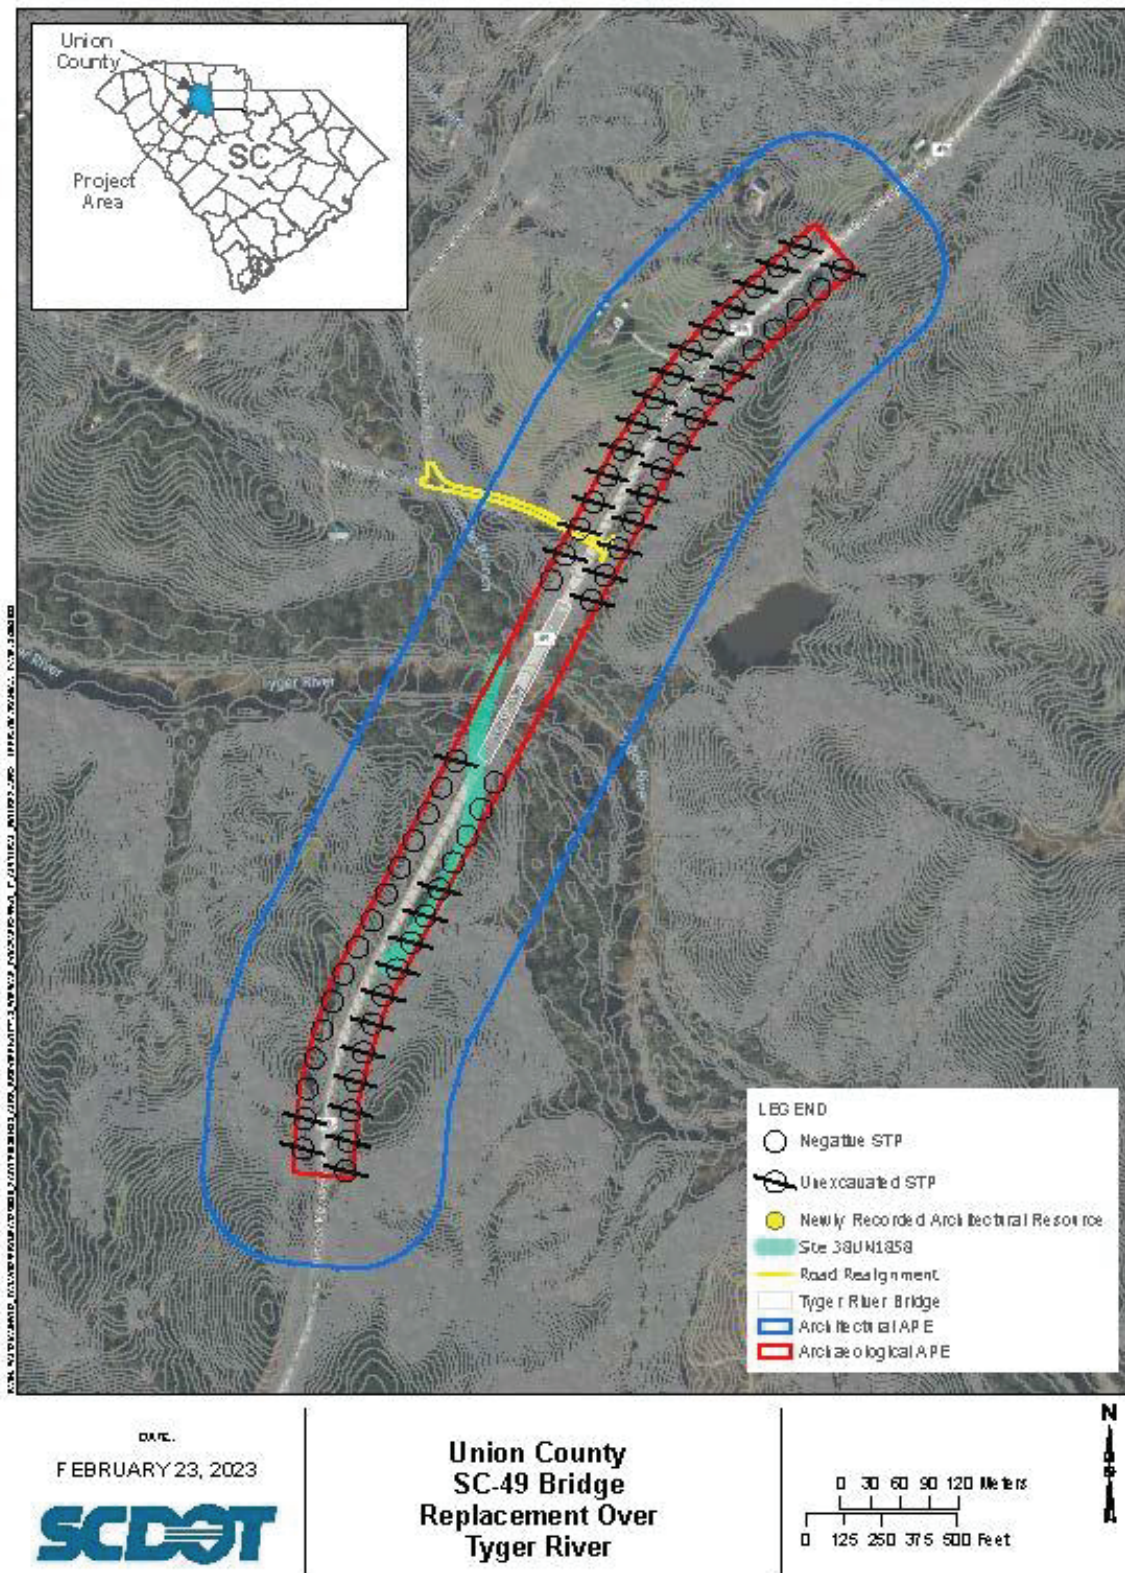 Union
County
SC
Project
Area
Tyger River
Tyger River
LEGEND
Negative STP
Unexcavated STP
Newly Recorded Architectural Resource
Site 38UN1858
Road Realignment
Tyger River Bridge
Architectural APE
Archaeological APE
DATE:
FEBRUARY 23, 2023
SCDOT
Union County
SC-49 Bridge
Replacement Over
Tyger River
0 30 60 90 120 Meters
0 125 250 375 500 Feet
N